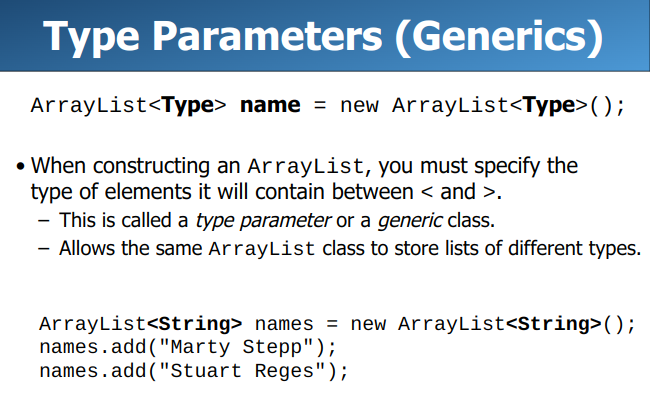 Type Parameters (Generics)
ArrayList<Type> name = new ArrayList<Type>();
• When constructing an ArrayList, you must specify the
type of elements it will contain between < and >.
– This is called a type parameter or a generic class.
– Allows the same ArrayList class to store lists of different types.
ArrayList<String> names = new ArrayList<String>();
names.add("Marty Stepp");
names.add("Stuart Reges");